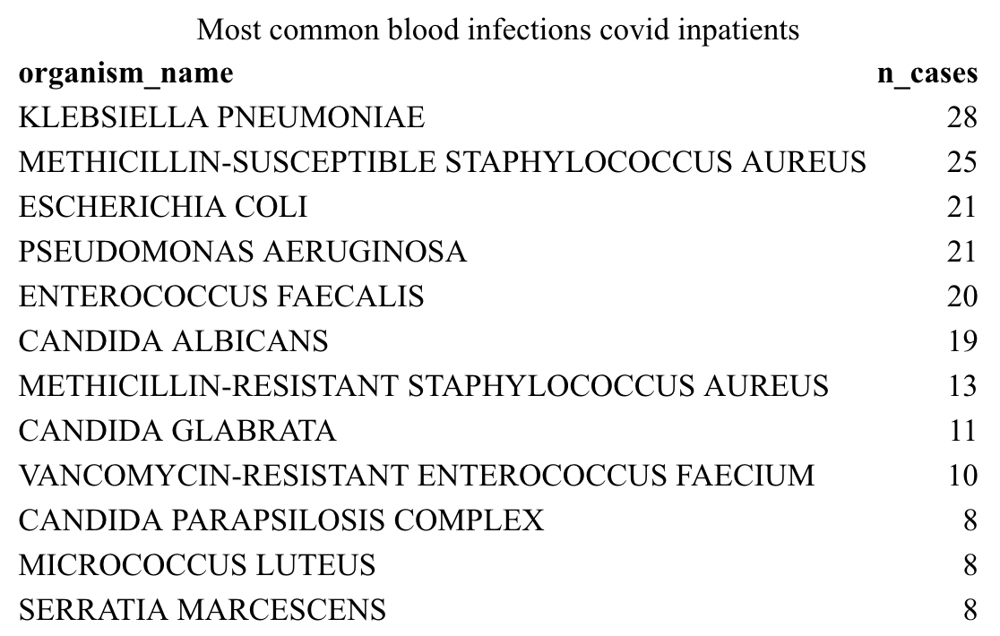 Most common blood infections covid inpatients
organism_name n_cases
KLEBSIELLA PNEUMONIAE 28
METHICILLIN-SUSCEPTIBLE STAPHYLOCOCCUS AUREUS 25
ESCHERICHIA COLI 21
PSEUDOMONAS AERUGINOSA 21
ENTEROCOCCUS FAECALIS 20
CANDIDA ALBICANS 19
METHICILLIN-RESISTANT STAPHYLOCOCCUS AUREUS 13
CANDIDA GLABRATA 11
VANCOMYCIN-RESISTANT ENTEROCOCCUS FAECIUM 10
CANDIDA PARAPSILOSIS COMPLEX 8
MICROCOCCUS LUTEUS 8
SERRATIA MARCESCENS 8